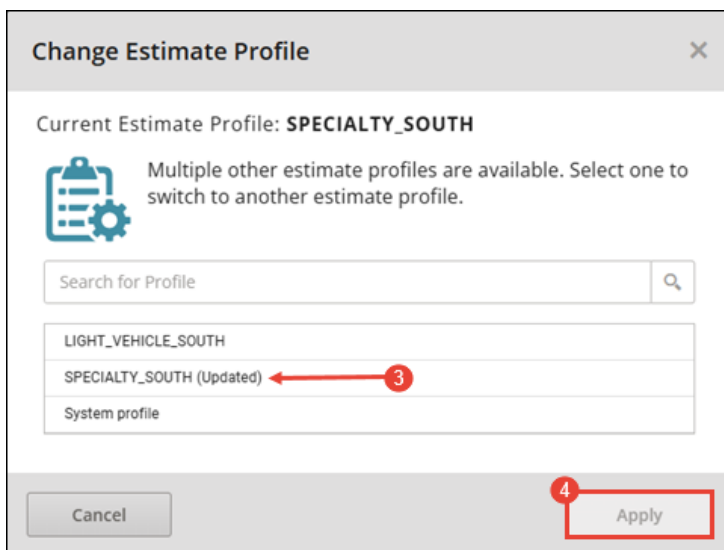 Change Estimate Profile
Current Estimate Profile: SPECIALTY_SOUTH
Multiple other estimate profiles are available. Select one to
switch to another estimate profile.
Search for Profile
LIGHT_VEHICLE_SOUTH
SPECIALTY_SOUTH (Updated) 3
System profile
4
Cancel Apply